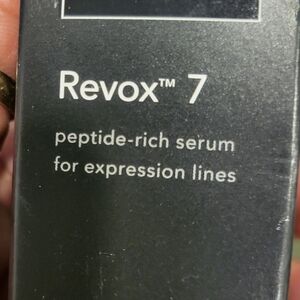 Revox™ 7
peptide-rich serum
for expression lines